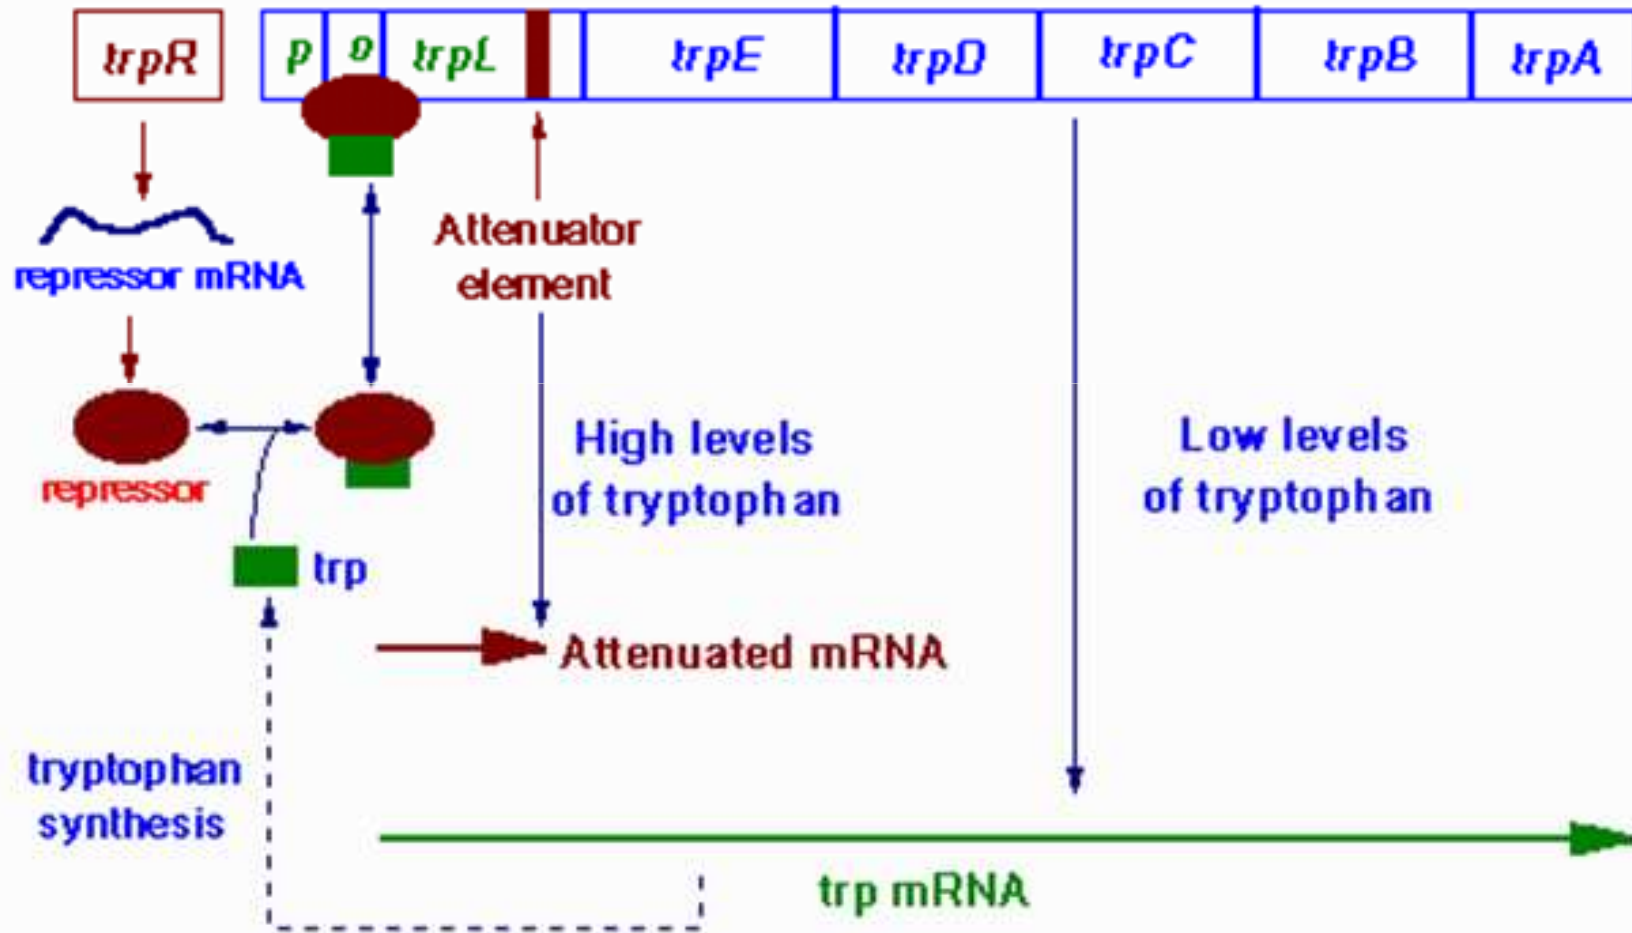 trpR p o trpL trpE trpD trpC trpB trpA
Attenuator
element
repressor mRNA
High levels
of tryptophan
Low levels
of tryptophan
repressor
trp
Attenuated mRNA
tryptophan
synthesis
trp mRNA